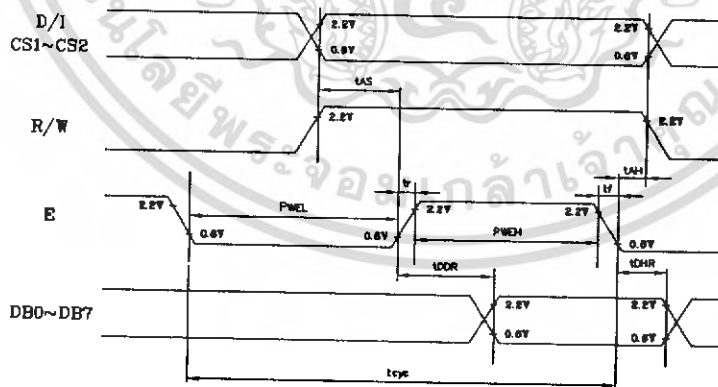 D/I
CS1~CS2
2.2V
0.6V
2.2V
0.6V
tAS
R/W
2.2V
2.2V
tAH
E
2.2V
PWEL
0.6V
0.6V
tr
2.2V
PWEH
2.2V
tf
0.6V
tDDR
tDHR
DB0~DB7
2.2V
0.6V
2.2V
0.6V
tcyc